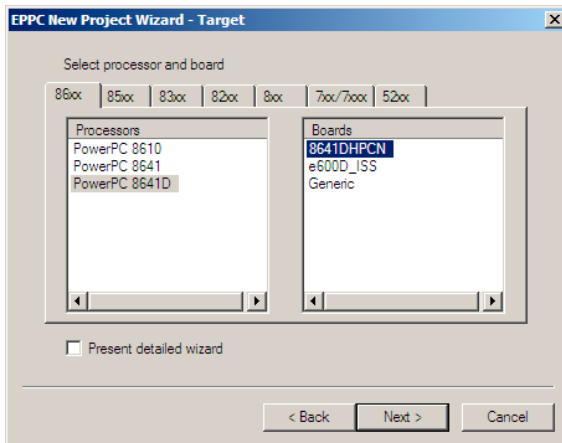 EPPC New Project Wizard - Target
Select processor and board
86xx 85xx 83xx 82xx 8xx 7xx/7xxx 52xx
Processors Boards
PowerPC 8610 8641DHPCN
PowerPC 8641 e600D_ISS
PowerPC 8641D Generic
Present detailed wizard
< Back Next > Cancel